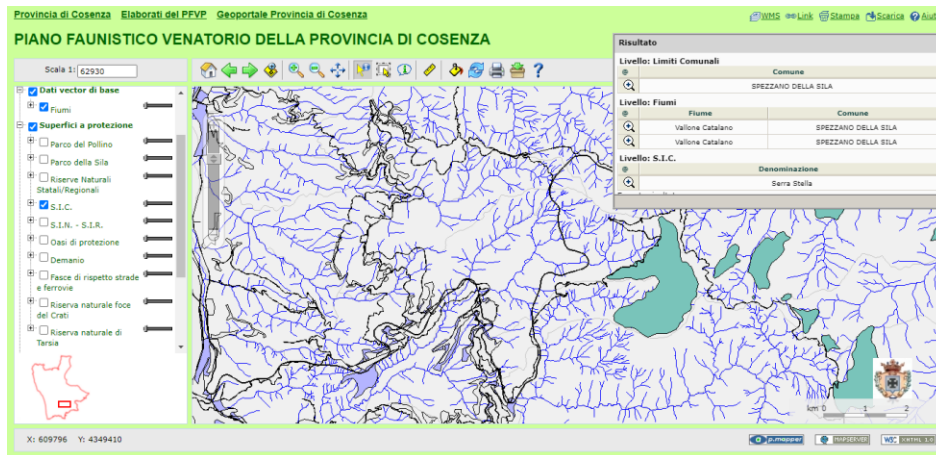 Provincia di Cosenza Elaborati del PFVP Geoportale Provincia di Cosenza
WMS Link Stampa Scarica Aiut
PIANO FAUNISTICO VENATORIO DELLA PROVINCIA DI COSENZA
Scala 1: 62930
Dati vector di base
Fiumi
Superfici a protezione
Parco del Pollino
Parco della Sila
Riserve Naturali
Statali/Regionali
S.I.C.
S.I.N. - S.I.R.
Oasi di protezione
Demanio
Fasce di rispetto strade
e ferrovie
Riserva naturale foce
del Crati
Riserva naturale di
Tarsia
Risultato
Livello: Limiti Comunali
@ Comune
SPEZZANO DELLA SILA
Livello: Fiumi
@ Fiume Comune
Vallone Catalano SPEZZANO DELLA SILA
Vallone Catalano SPEZZANO DELLA SILA
Livello: S.I.C.
@ Denominazione
Serra Stella
km 0 1 2
X: 609796 Y: 4349410
p.mapper MAPSERVER W3C XHTML 1.0